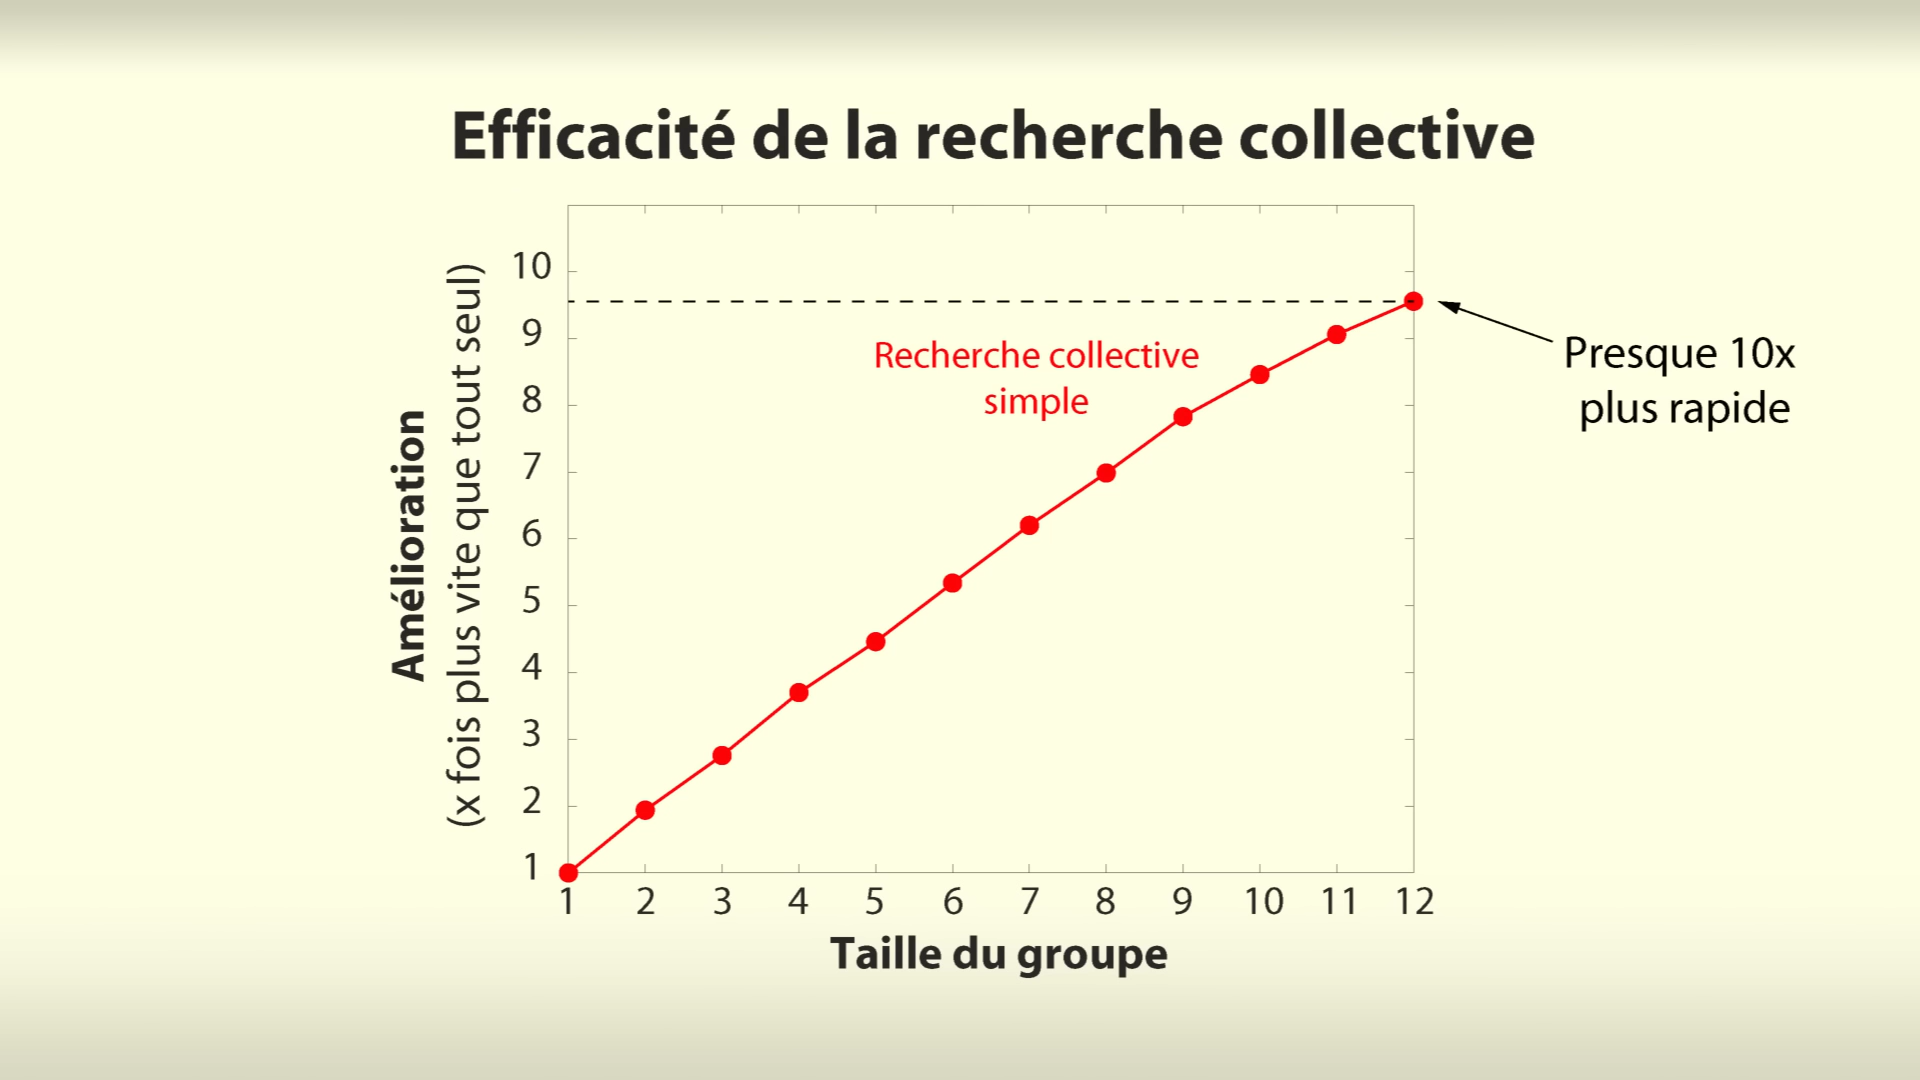 Efficacité de la recherche collective
Amélioration
(x fois plus vite que tout seul)
10
9
8
7
6
5
4
3
2
1
Recherche collective
simple
Presque 10x
plus rapide
1 2 3 4 5 6 7 8 9 10 11 12
Taille du groupe